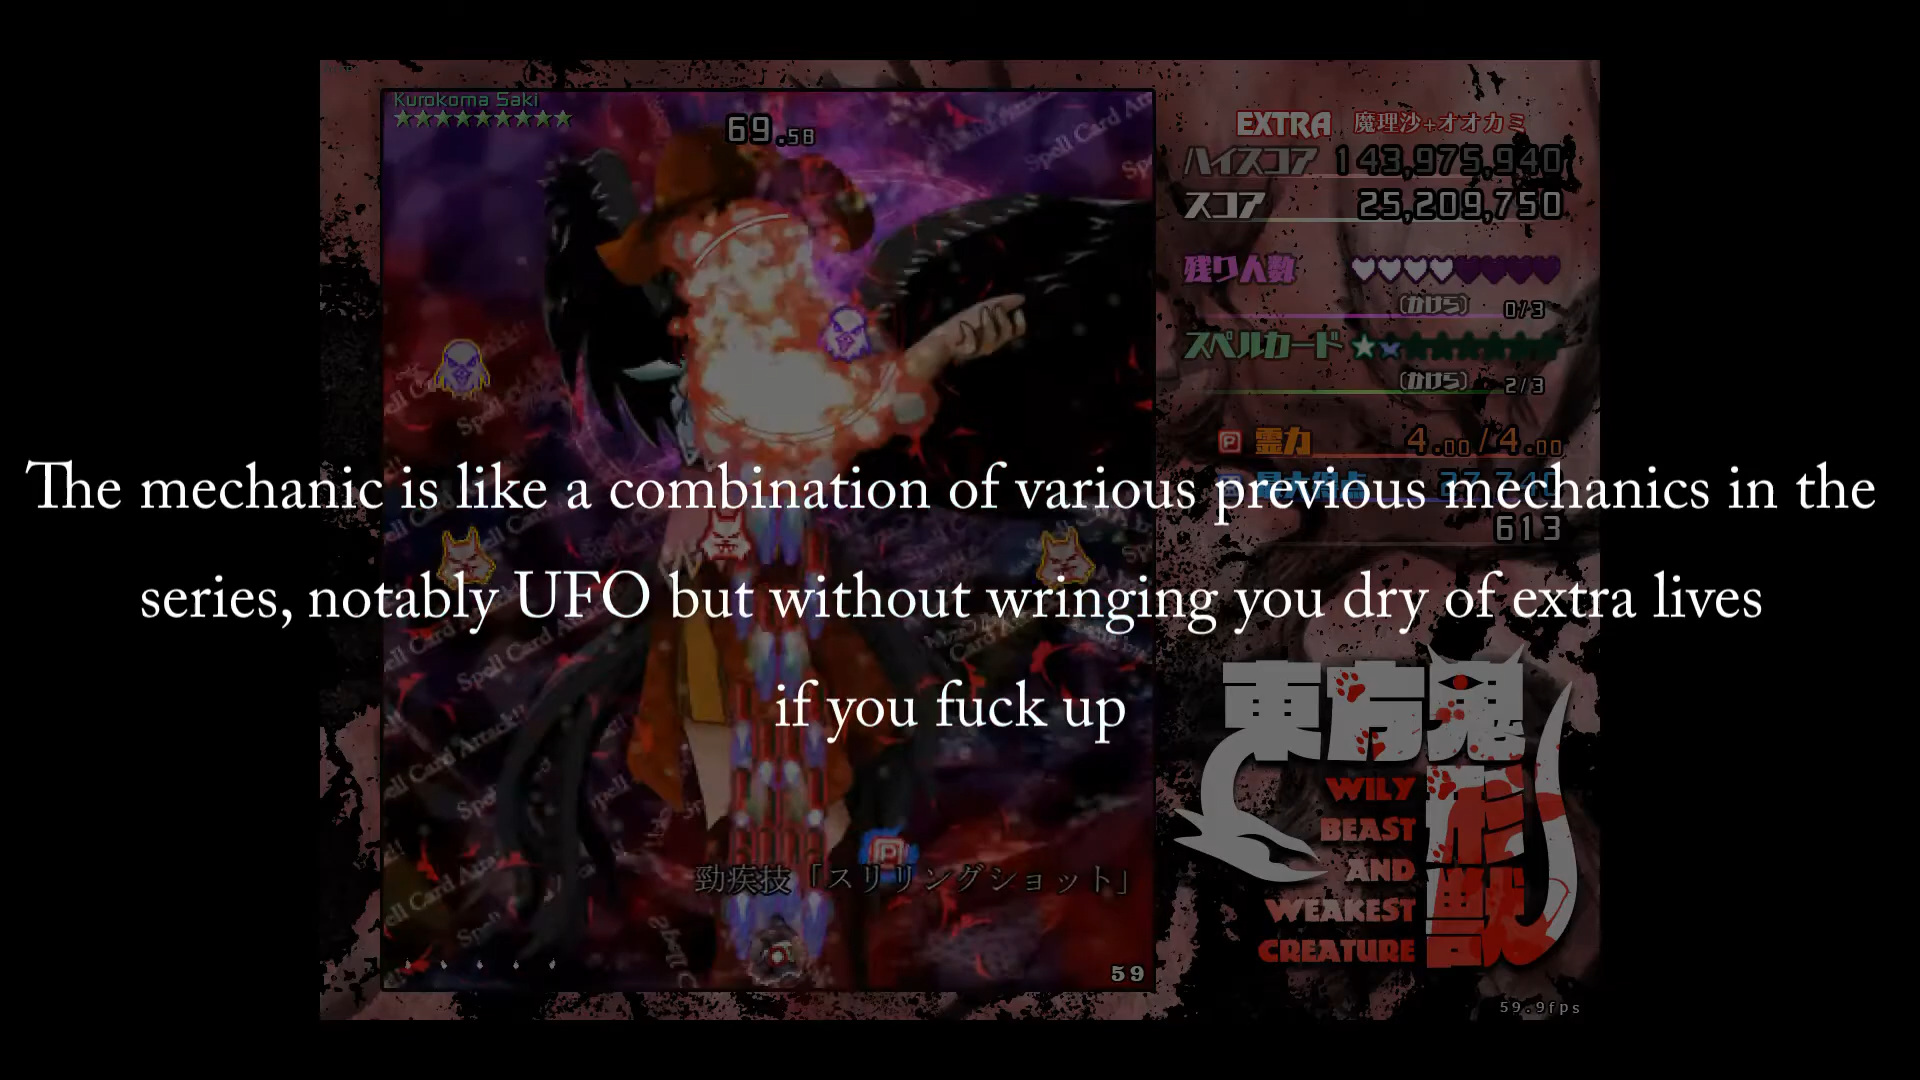 Kurokoma Saki
69.58
EXTRA 魔理沙+オオカミ
ハイスコア 143,975,940
スコア 25,209,750
残り人数
(かけら) 0/3
スペルカード
(かけら) 2/3
P 霊力 4.00/4.00
The mechanic is like a combination of various previous mechanics in the
613
series, notably UFO but without wringing you dry of extra lives
if you fuck up
東方鬼形獣
WILY
BEAST
AND
WEAKEST
CREATURE
P
勁疾技「スリリングショット」
59
59.9fps